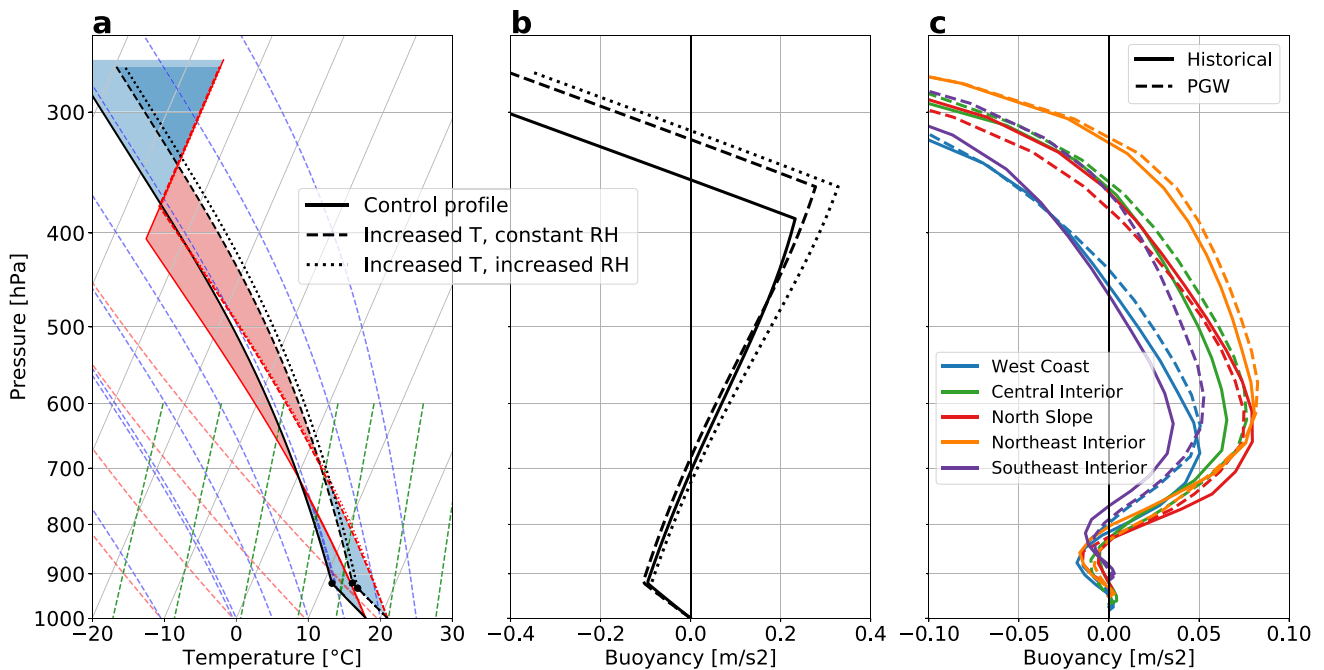 a
b
c
Pressure [hPa]
300
400
500
600
700
800
900
1000
−20
−10
0
10
20
30
Temperature [°C]
Control profile
Increased T, constant RH
Increased T, increased RH
−0.4
−0.2
0.0
0.2
0.4
Buoyancy [m/s2]
Historical
PGW
West Coast
Central Interior
North Slope
Northeast Interior
Southeast Interior
−0.10
−0.05
0.00
0.05
0.10
Buoyancy [m/s2]